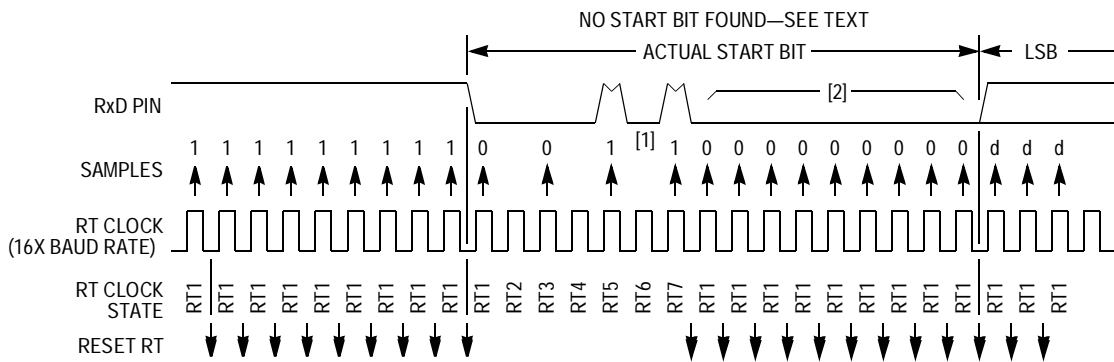 NO START BIT FOUND—SEE TEXT
ACTUAL START BIT LSB
RxD PIN [2]
[1]
SAMPLES 1 1 1 1 1 1 1 1 1 0 0 1 1 0 0 0 0 0 0 0 0 0 d d d
RT CLOCK
(16X BAUD RATE)
RT CLOCK
STATE
RT1 RT1 RT1 RT1 RT1 RT1 RT1 RT1 RT1 RT1 RT2 RT3 RT4 RT5 RT6 RT7 RT1 RT1 RT1 RT1 RT1 RT1 RT1 RT1 RT1 RT1 RT1 RT1
RESET RT